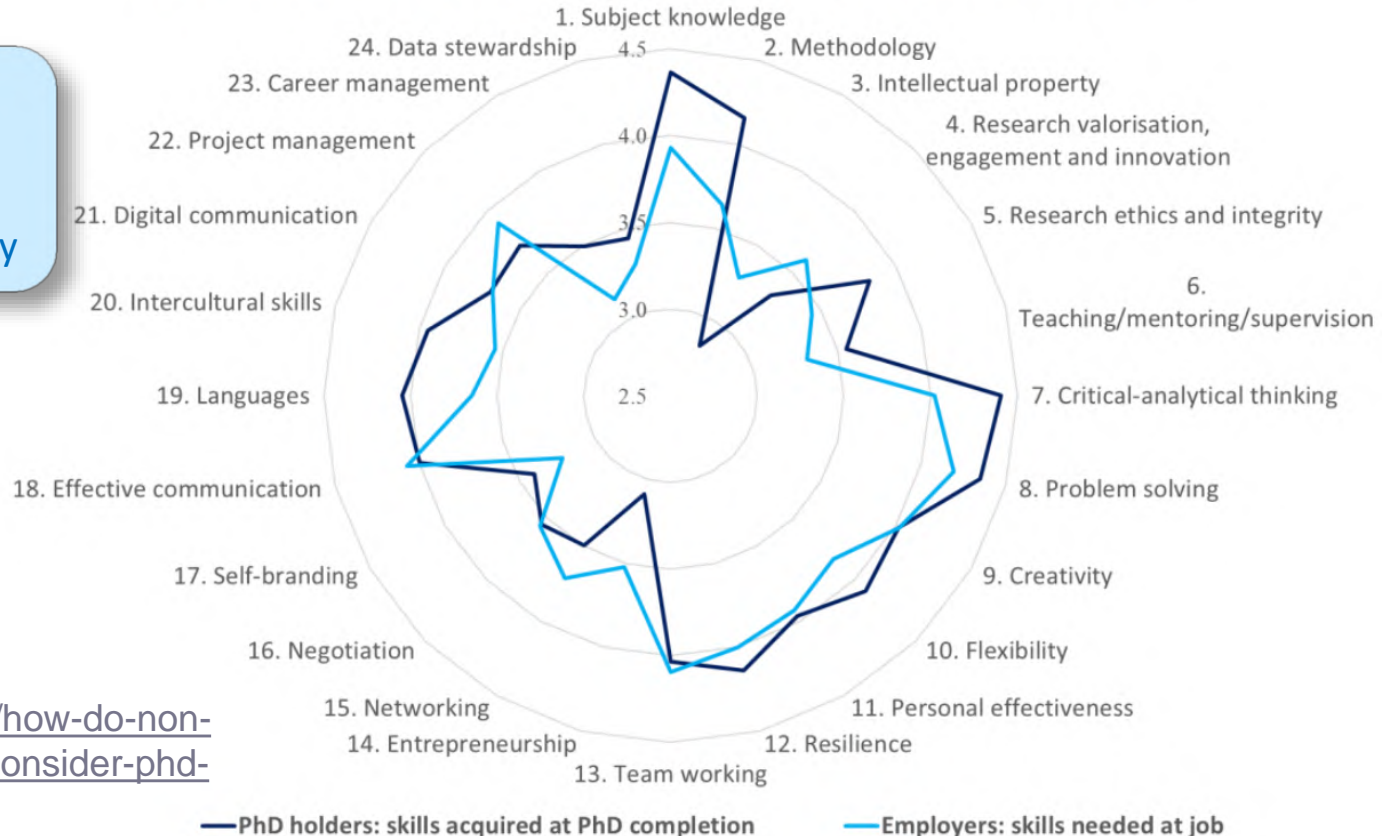 1. Subject knowledge
24. Data stewardship
4.5
2. Methodology
23. Career management
3. Intellectual property
22. Project management
4.0
4. Research valorisation,
engagement and innovation
21. Digital communication
3.5
5. Research ethics and integrity
y
20. Intercultural skills
3.0
6.
Teaching/mentoring/supervision
19. Languages
2.5
7. Critical-analytical thinking
18. Effective communication
8. Problem solving
17. Self-branding
9. Creativity
16. Negotiation
10. Flexibility
15. Networking
11. Personal effectiveness
14. Entrepreneurship
12. Resilience
13. Team working
/how-do-non-
onsider-phd-
PhD holders: skills acquired at PhD completion
Employers: skills needed at job